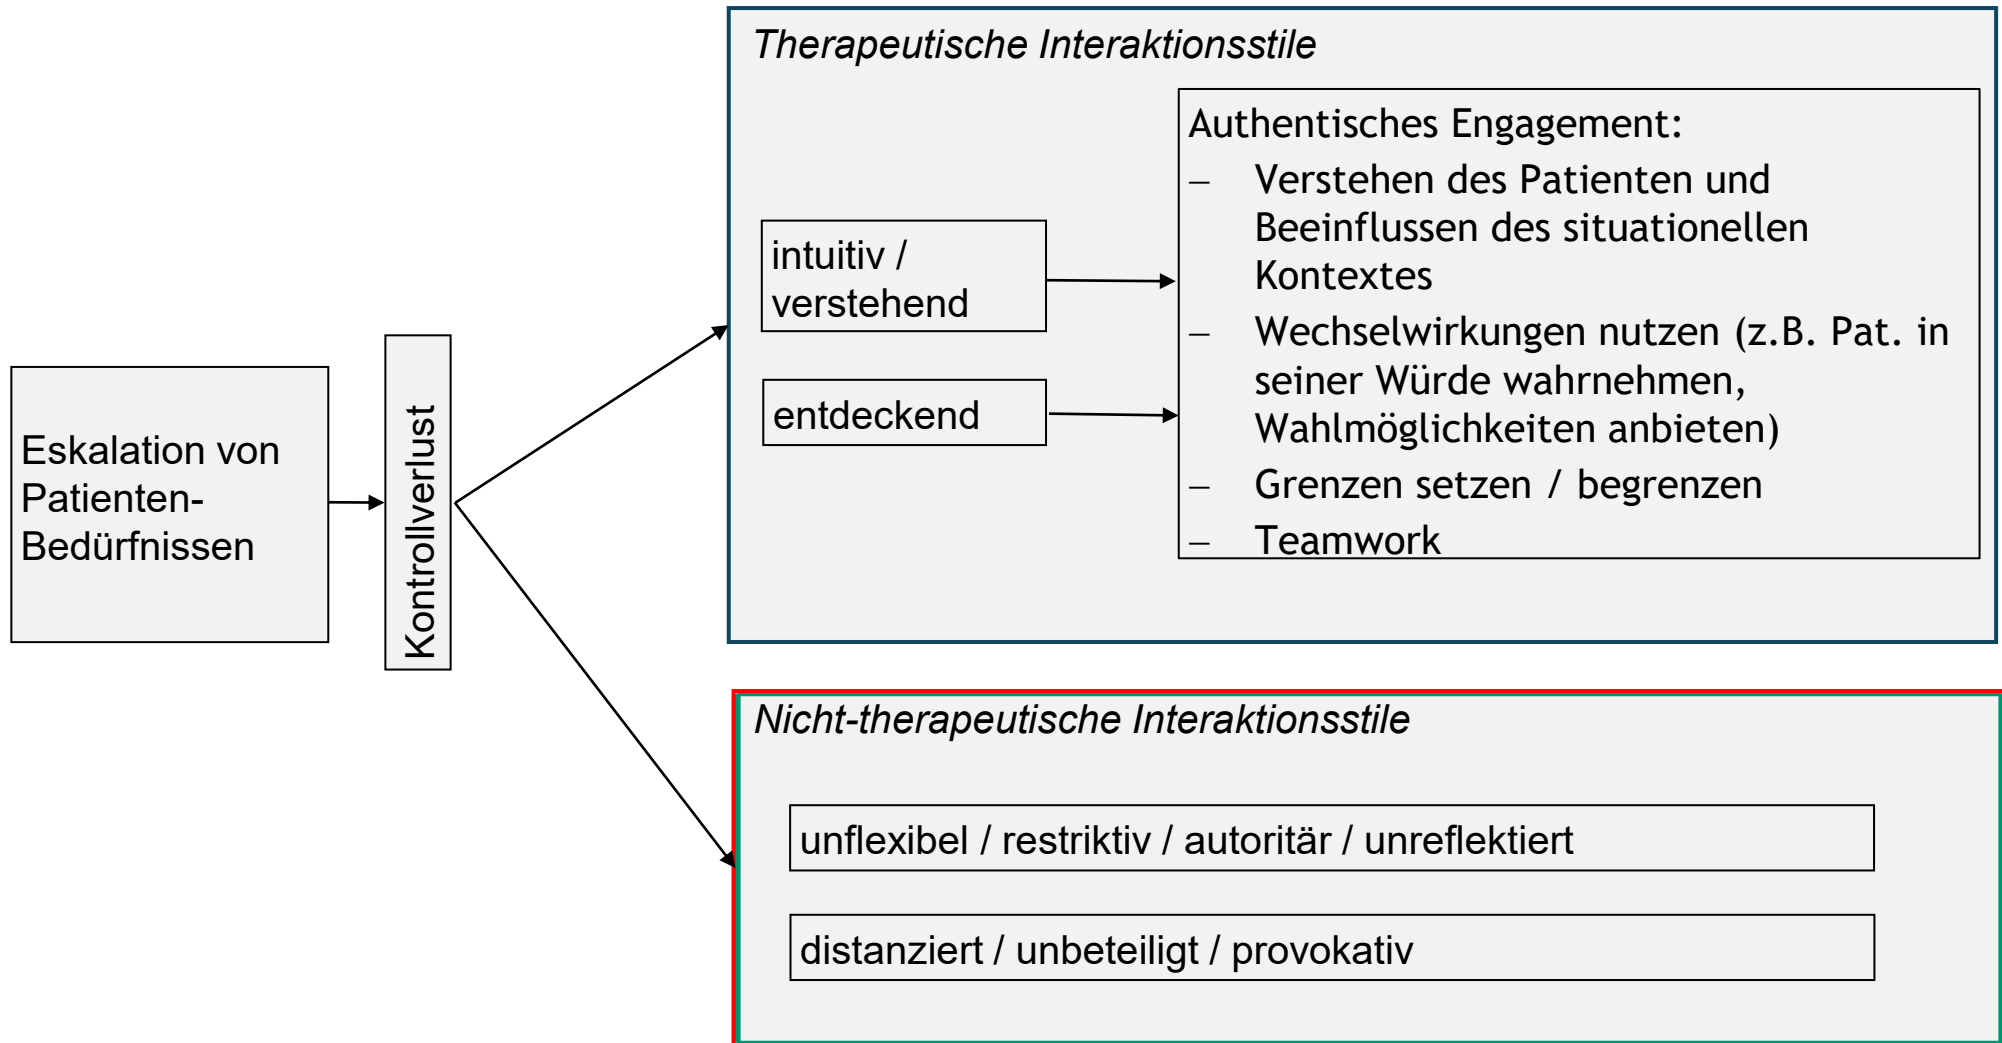 Therapeutische Interaktionsstile
Authentisches Engagement:
– Verstehen des Patienten und
Beeinflussen des situationellen
Kontextes
– Wechselwirkungen nutzen (z.B. Pat. in
seiner Würde wahrnehmen,
Wahlmöglichkeiten anbieten)
– Grenzen setzen / begrenzen
– Teamwork
intuitiv /
verstehend
entdeckend
Eskalation von
Patienten-
Bedürfnissen
Kontrollverlust
Nicht-therapeutische Interaktionsstile
unflexibel / restriktiv / autoritär / unreflektiert
distanziert / unbeteiligt / provokativ